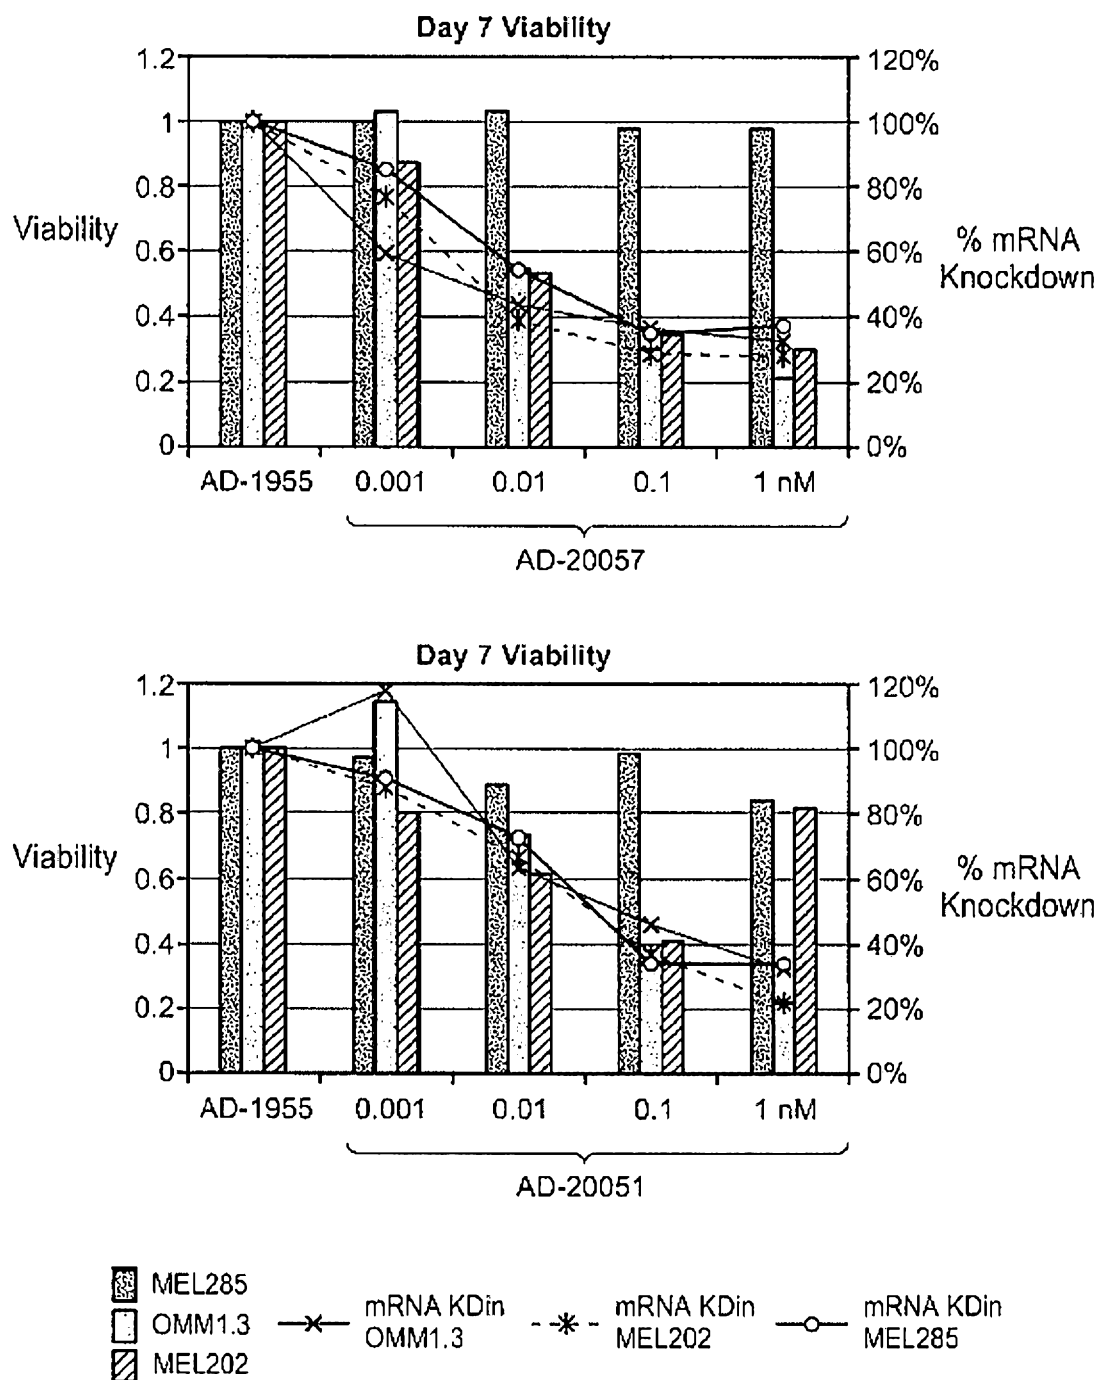 Day 7 Viability
1.2
1
0.8
0.6
0.4
0.2
0
Viability
120%
100%
80%
60%
40%
20%
0%
% mRNA
Knockdown
AD-1955 0.001 0.01 0.1 1 nM
AD-20057
Day 7 Viability
1.2
1
0.8
0.6
0.4
0.2
0
Viability
120%
100%
80%
60%
40%
20%
0%
% mRNA
Knockdown
AD-1955 0.001 0.01 0.1 1 nM
AD-20051
MEL285
OMM1.3
MEL202
mRNA KDin
OMM1.3
mRNA KDin
MEL202
mRNA KDin
MEL285